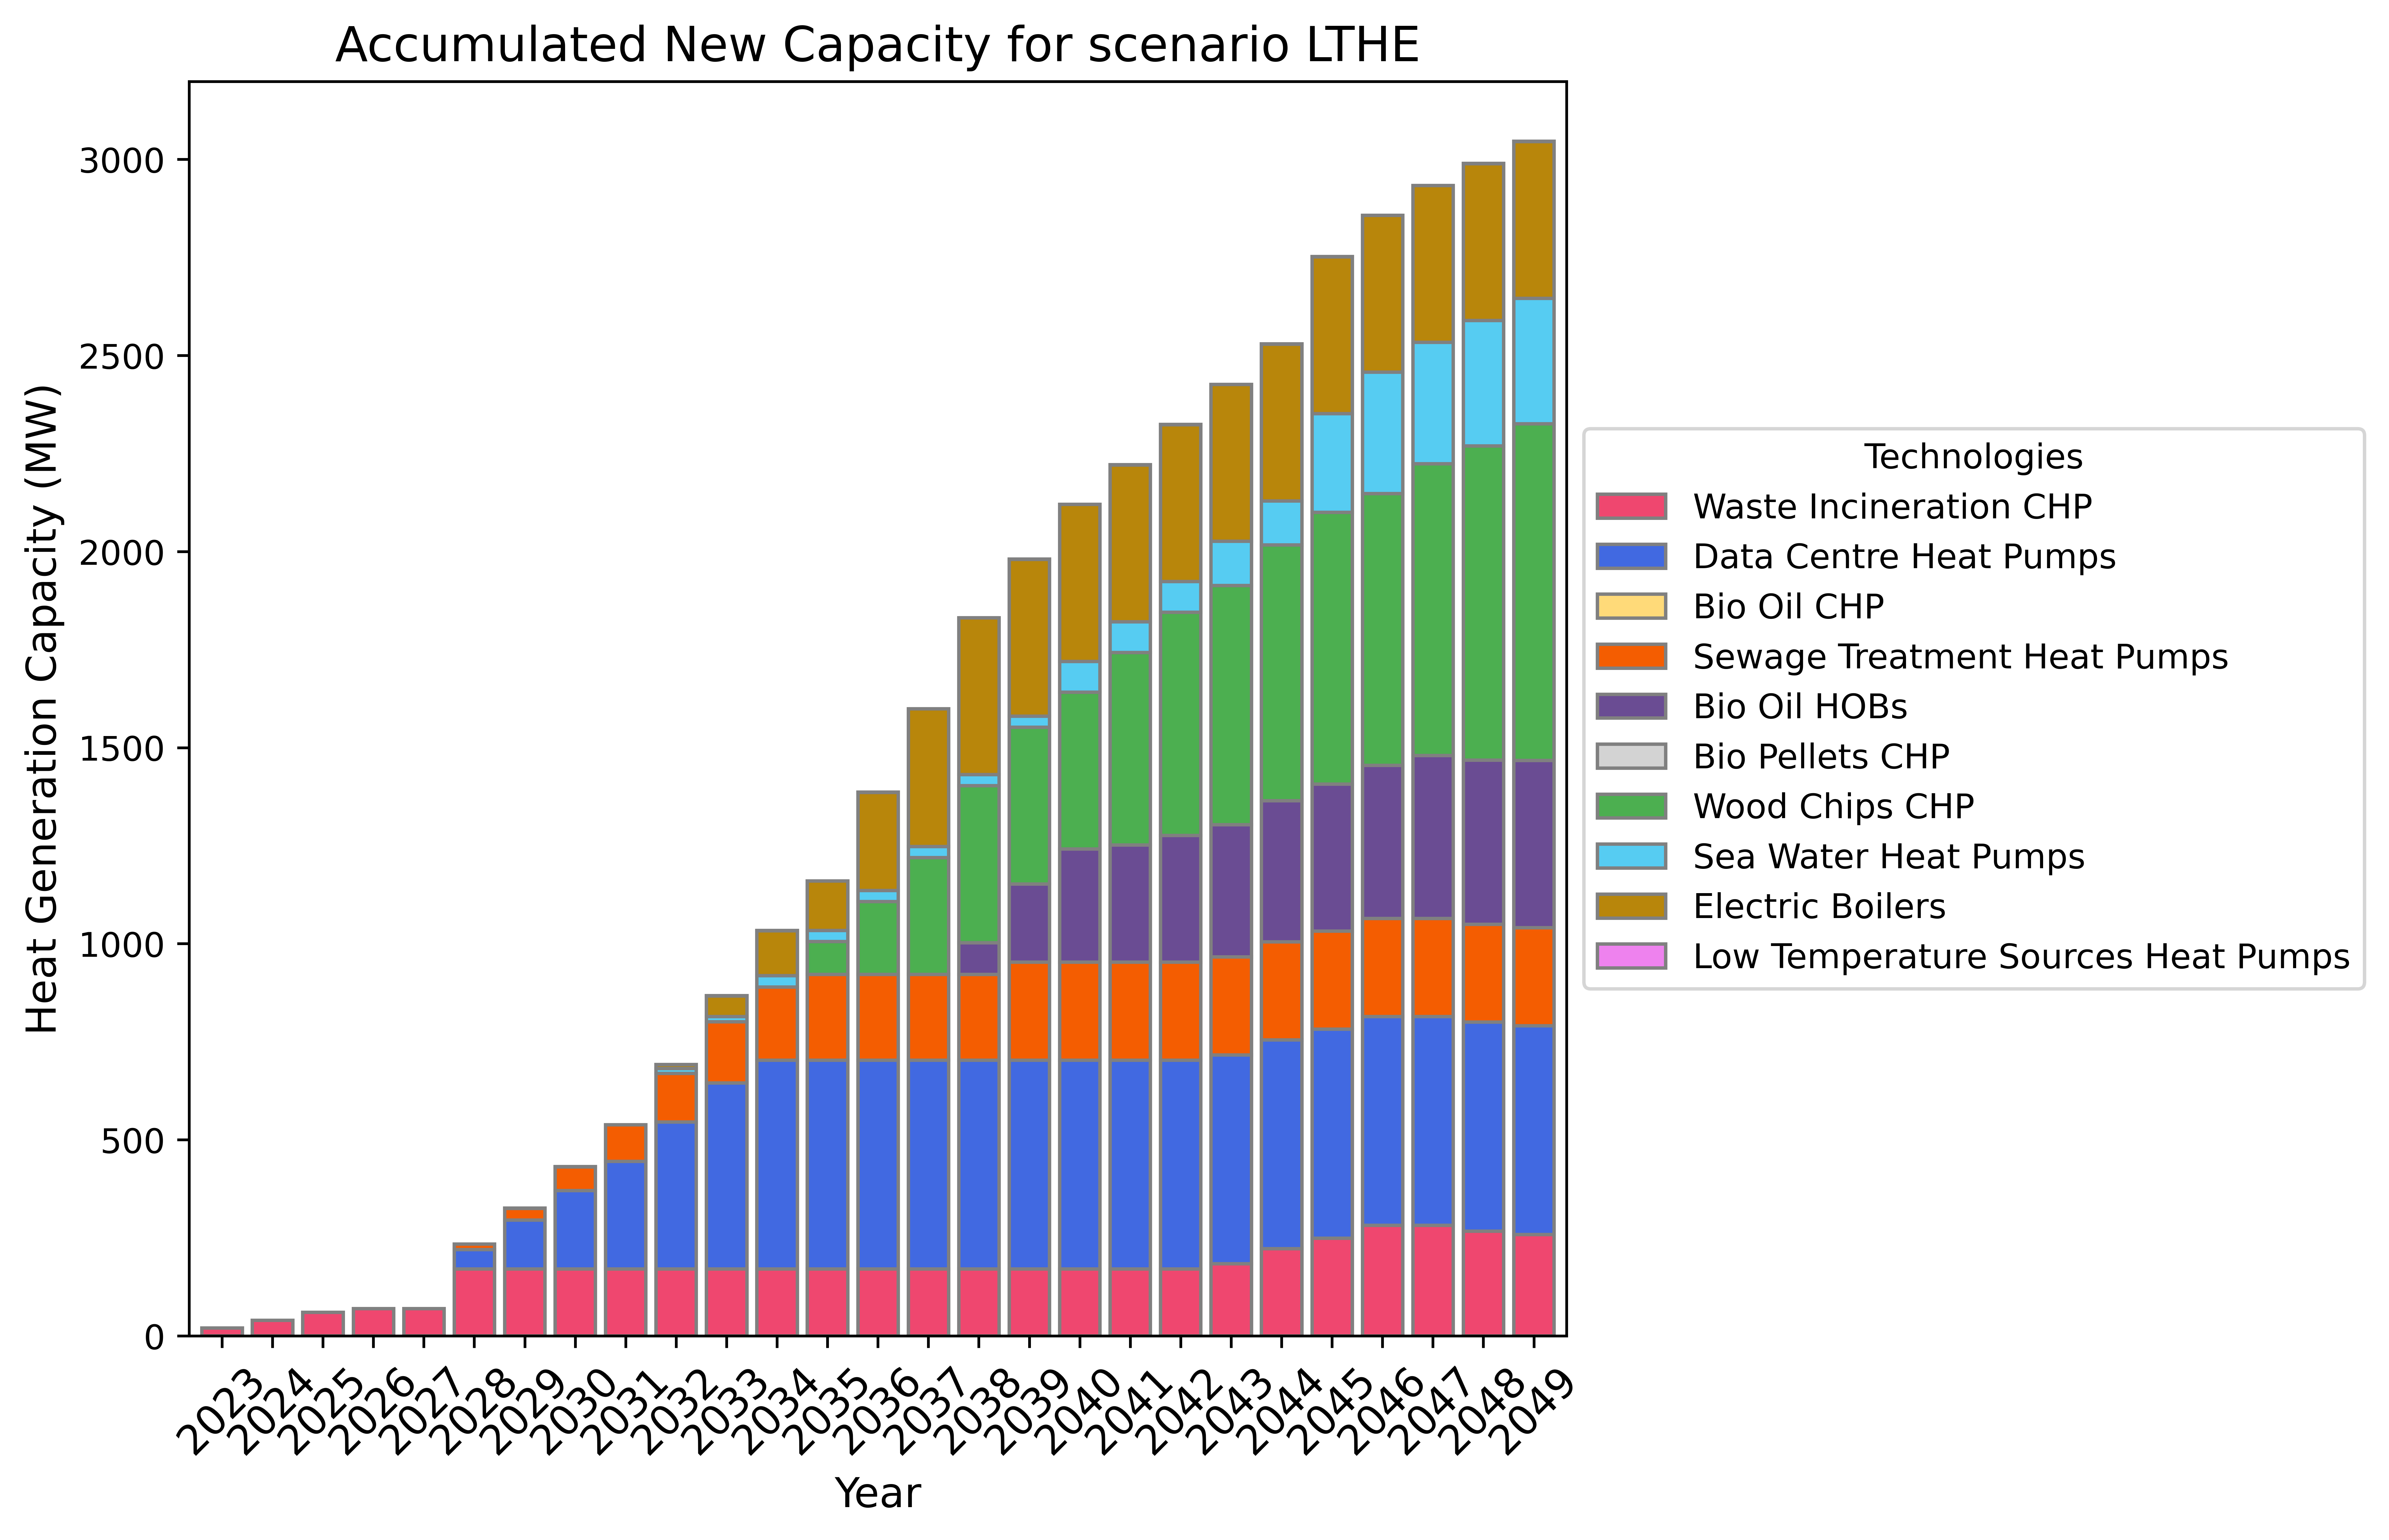 Accumulated New Capacity for scenario LTHE
Heat Generation Capacity (MW)
3000
2500
2000
1500
1000
500
0
2023
2024
2025
2026
2027
2028
2029
2030
2031
2032
2033
2034
2035
2036
2037
2038
2039
2040
2041
2042
2043
2044
2045
2046
2047
2048
2049
Year
Technologies
Waste Incineration CHP
Data Centre Heat Pumps
Bio Oil CHP
Sewage Treatment Heat Pumps
Bio Oil HOBs
Bio Pellets CHP
Wood Chips CHP
Sea Water Heat Pumps
Electric Boilers
Low Temperature Sources Heat Pumps